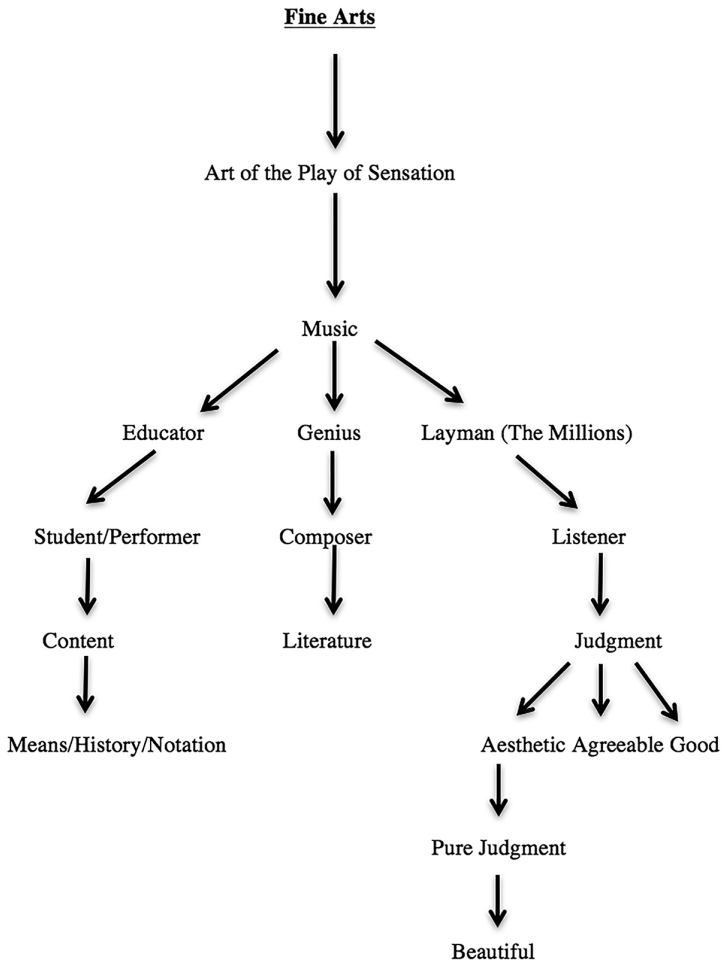 Fine Arts
Art of the Play of Sensation
Music
Educator Genius Layman (The Millions)
Student/Performer Composer Listener
Content Literature Judgment
Means/History/Notation Aesthetic Agreeable Good
Pure Judgment
Beautiful